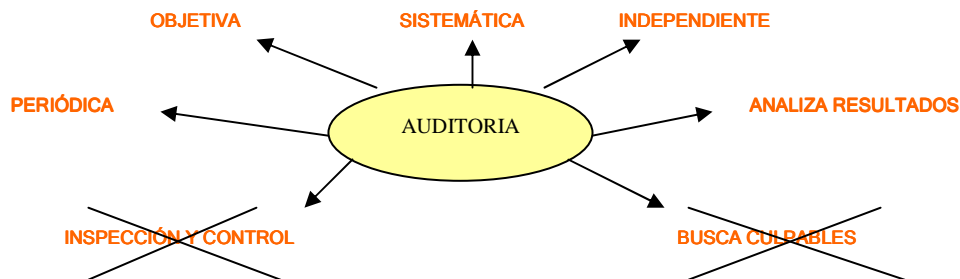 OBJETIVA
SISTEMÁTICA
INDEPENDIENTE
PERIÓDICA
ANALIZA RESULTADOS
AUDITORIA
INSPECCIÓN Y CONTROL
BUSCA CULPABLES